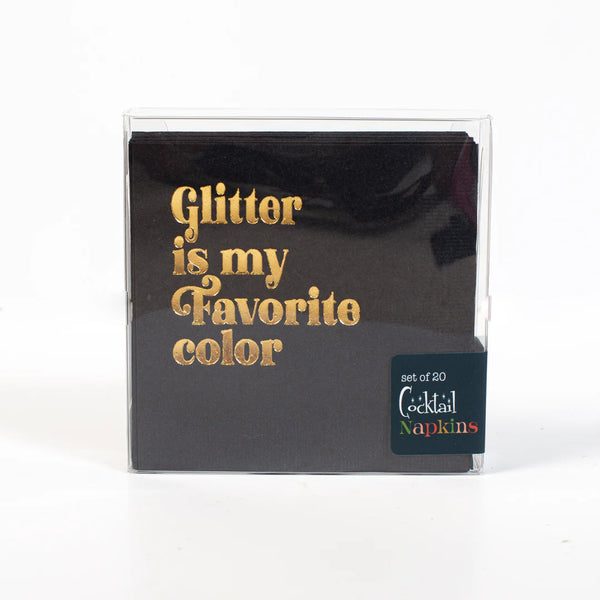 Glitter
is my
Favorite
color
set of 20
Cocktail
Napkins